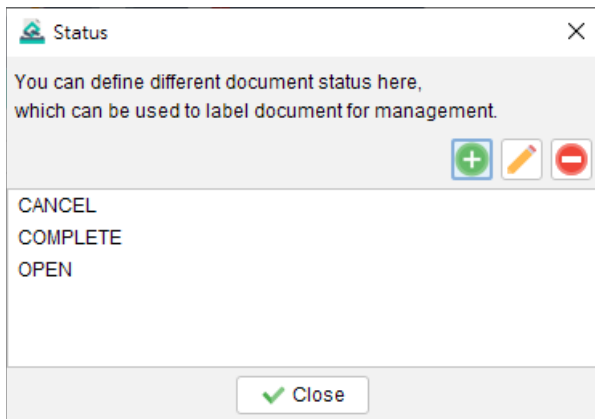 Status
You can define different document status here,
which can be used to label document for management.
CANCEL
COMPLETE
OPEN
Close